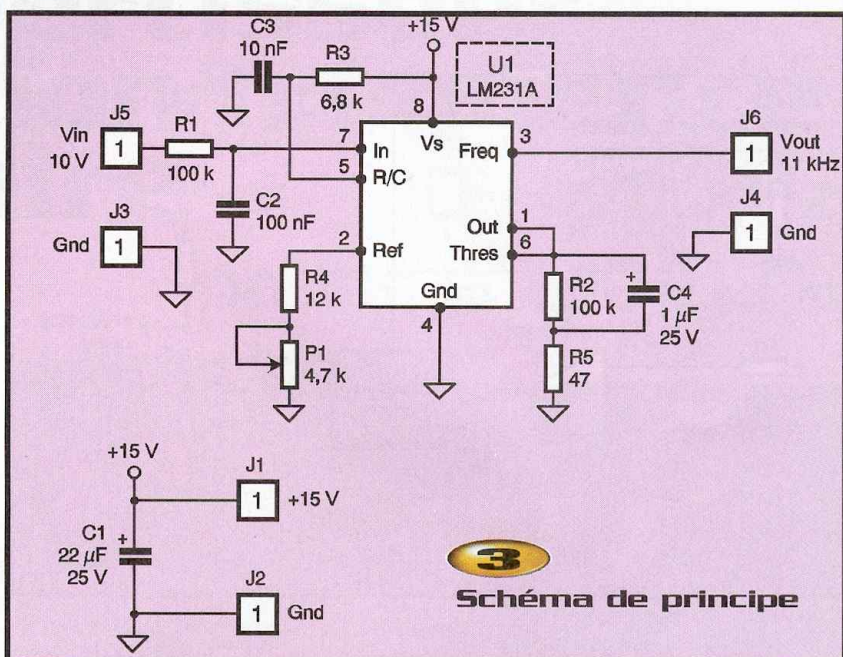 +15 V
C3
10 nF
R3
6,8 k
U1
LM231A
J5
Vin
10 V
1
R1
100 k
C2
100 nF
J3
Gnd
1
8
Vs
7
In
5
R/C
2
Ref
Freq
3
Out
1
Thres
6
Gnd
4
J6
1
Vout
11 kHz
J4
1
Gnd
R4
12 k
P1
4,7 k
R2
100 k
C4
+
1 µF
25 V
R5
47
+15 V
J1
1
+15 V
C1
+
22 µF
25 V
J2
1
Gnd
3
Schéma de principe